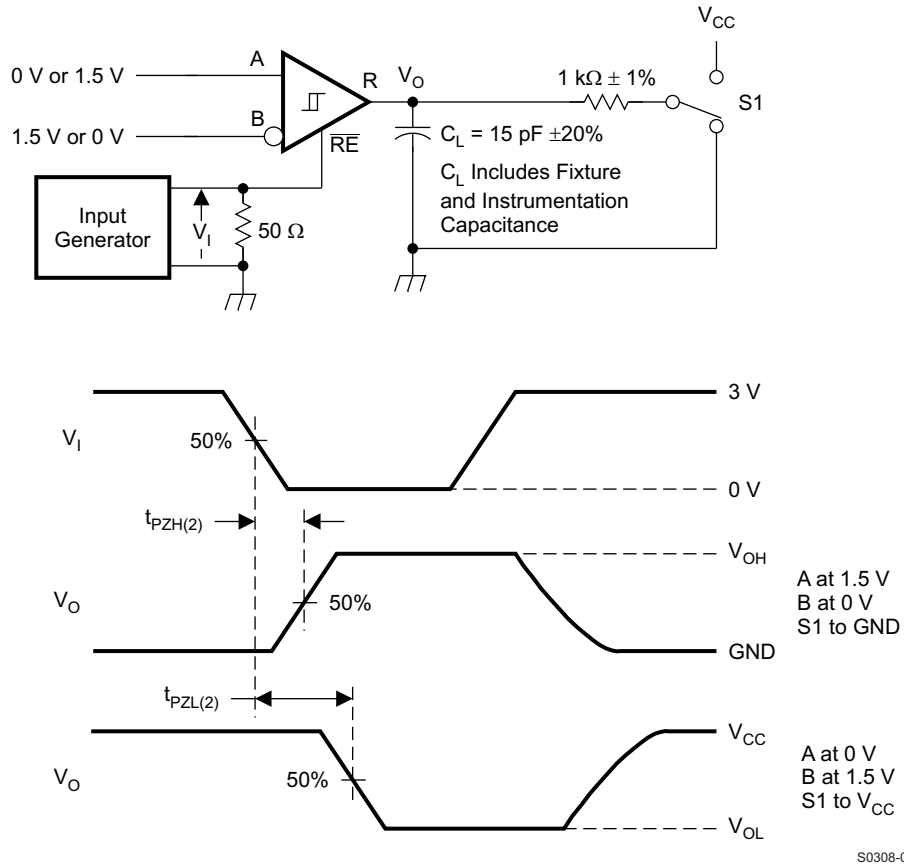 V_CC
0 V or 1.5 V
A
R
V_O
1 kΩ ± 1%
S1
1.5 V or 0 V
B
RE
C_L = 15 pF ±20%
C_L Includes Fixture
and Instrumentation
Capacitance
Input
Generator
V_I
50 Ω
3 V
V_I
50%
0 V
t_PZH(2)
V_OH
V_O
50%
A at 1.5 V
B at 0 V
S1 to GND
GND
t_PZL(2)
V_CC
V_O
50%
A at 0 V
B at 1.5 V
S1 to V_CC
V_OL